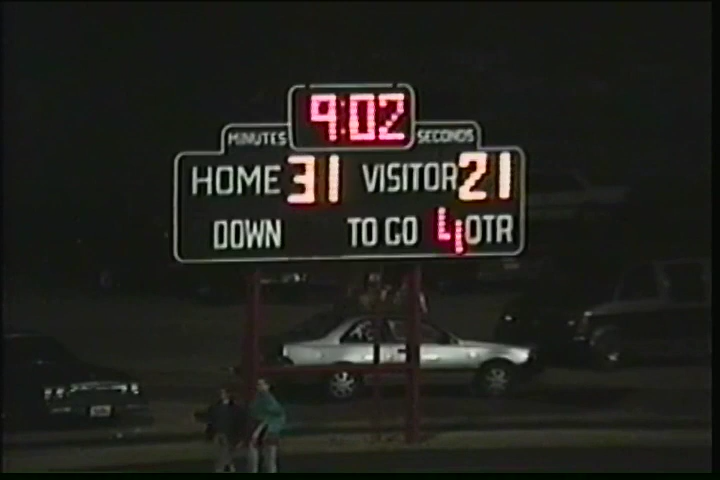 9:02
MINUTES SECONDS
HOME 31 VISITOR 21
DOWN TO GO 4 QTR